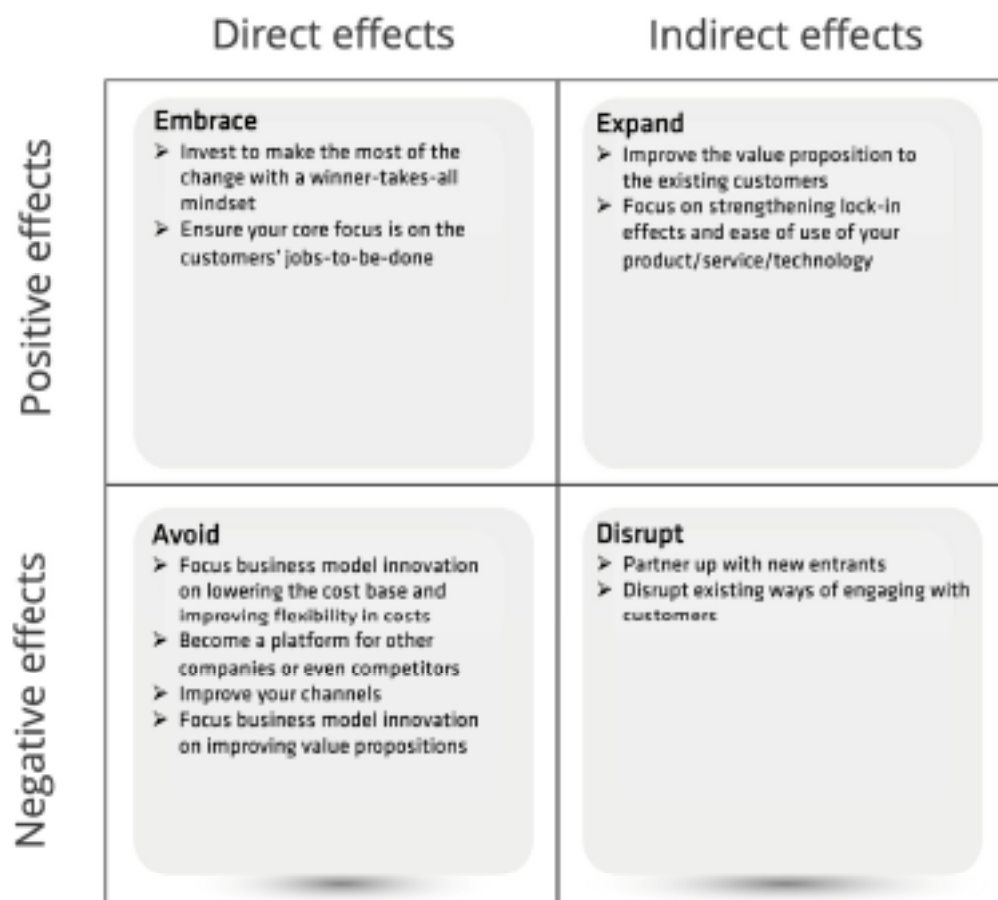 Direct effects
Indirect effects
Positive effects
Embrace
➤ Invest to make the most of the
change with a winner-takes-all
mindset
➤ Ensure your core focus is on the
customers' jobs-to-be-done
Expand
➤ Improve the value proposition to
the existing customers
➤ Focus on strengthening lock-in
effects and ease of use of your
product/service/technology
Negative effects
Avoid
➤ Focus business model innovation
on lowering the cost base and
improving flexibility in costs
➤ Become a platform for other
companies or even competitors
➤ Improve your channels
➤ Focus business model innovation
on improving value propositions
Disrupt
➤ Partner up with new entrants
➤ Disrupt existing ways of engaging with
customers